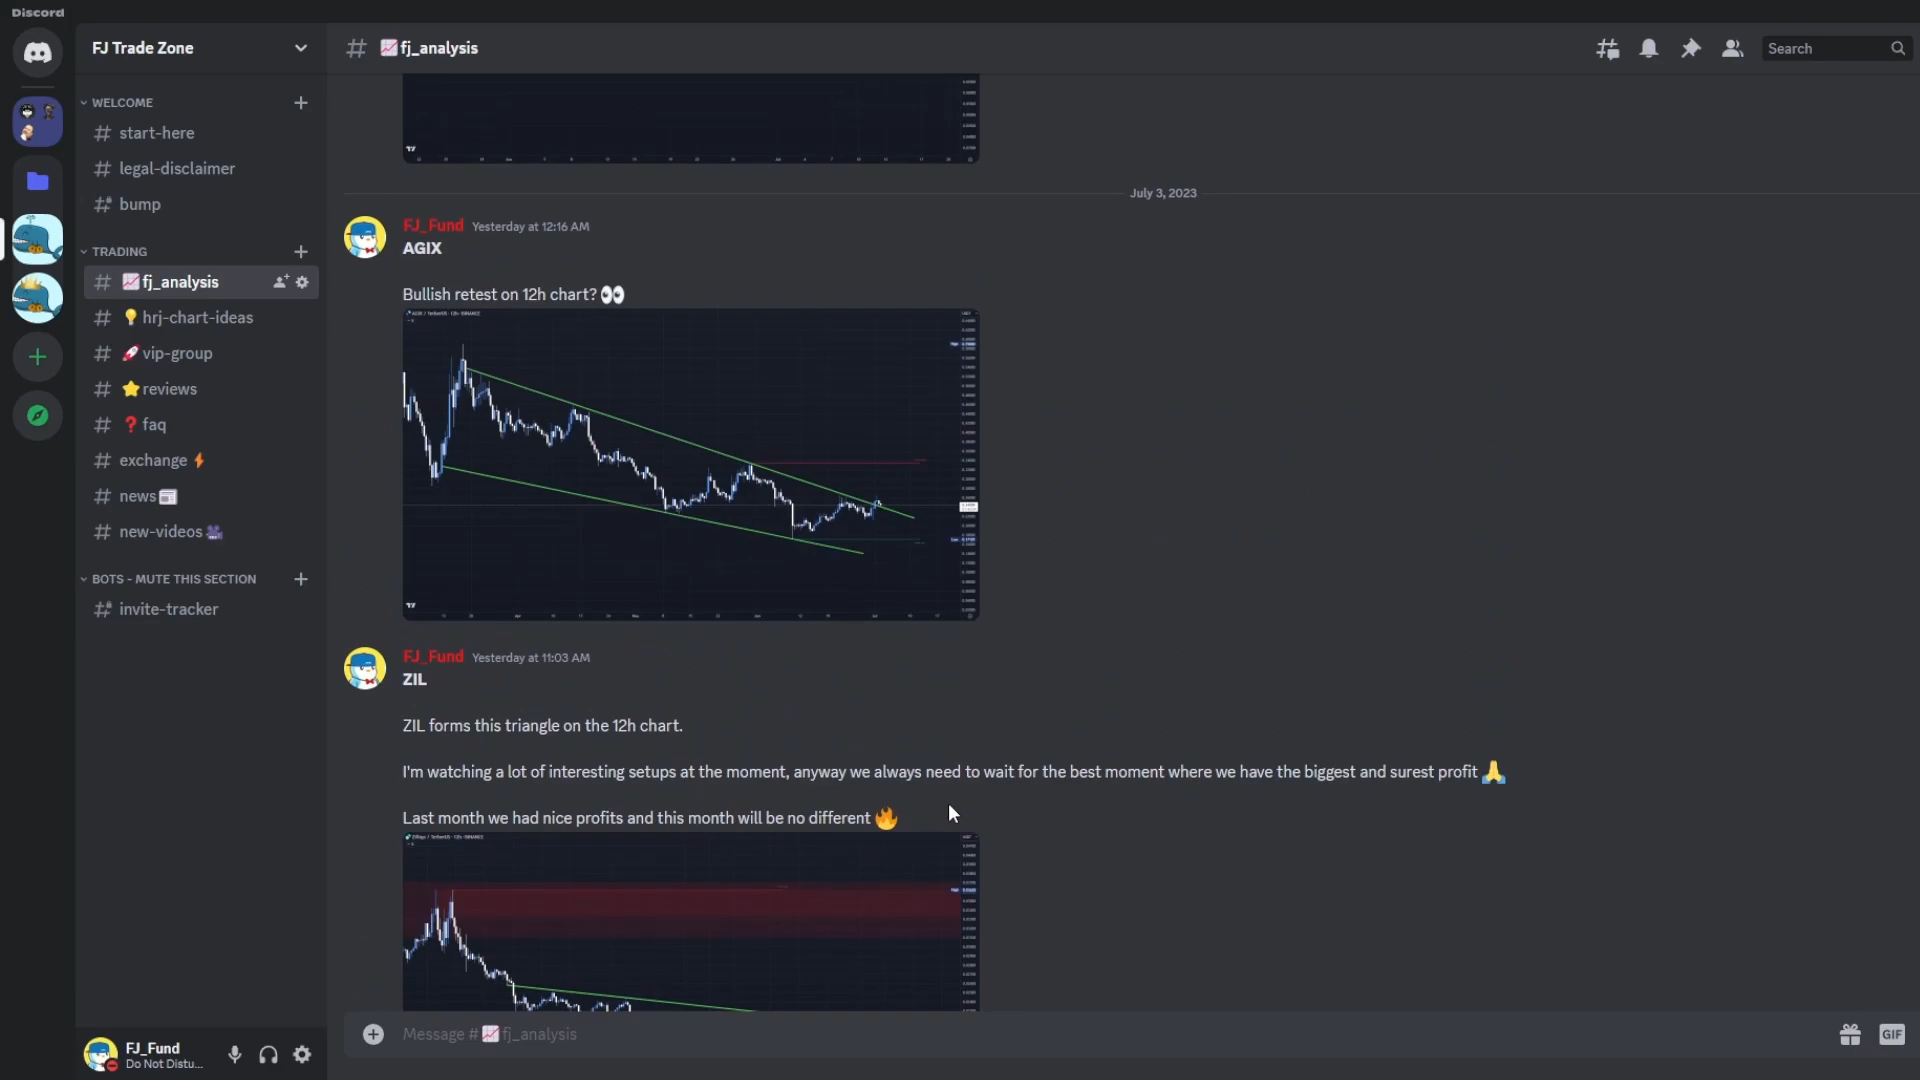 Discord
FJ Trade Zone
📈fj_analysis
Search
WELCOME
start-here
legal-disclaimer
bump
TRADING
📈fj_analysis
💡hrj-chart-ideas
🚀vip-group
⭐reviews
❓faq
exchange⚡
news📰
new-videos🎥
BOTS - MUTE THIS SECTION
invite-tracker
FJ_Fund
Do Not Distu...
July 3, 2023
FJ_Fund Yesterday at 12:16 AM
AGIX
Bullish retest on 12h chart? 👀
FJ_Fund Yesterday at 11:03 AM
ZIL
ZIL forms this triangle on the 12h chart.
I'm watching a lot of interesting setups at the moment, anyway we always need to wait for the best moment where we have the biggest and surest profit 🙏
Last month we had nice profits and this month will be no different 🔥
Message #📈fj_analysis
GIF